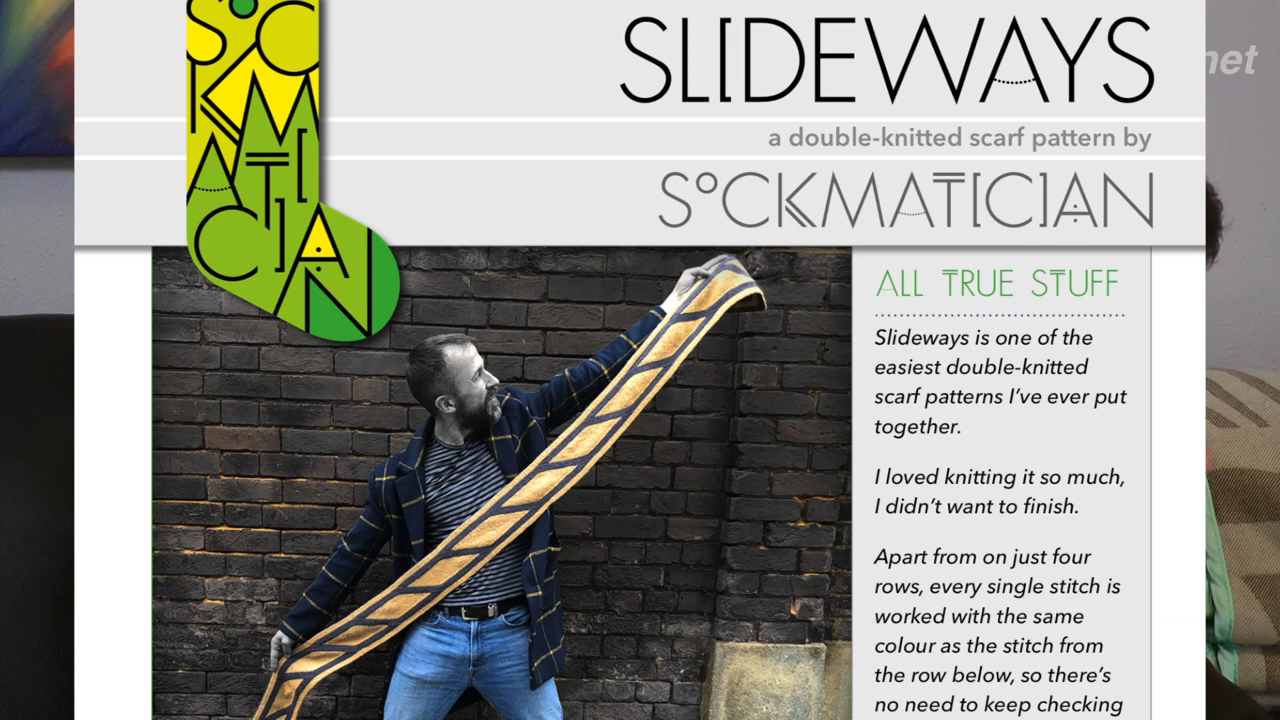 SOCKMATICIAN
SLIDEWAYS
net
a double-knitted scarf pattern by
SOCKMATICIAN
ALL TRUE STUFF
Slideways is one of the
easiest double-knitted
scarf patterns I've ever put
together.
I loved knitting it so much,
I didn't want to finish.
Apart from on just four
rows, every single stitch is
worked with the same
colour as the stitch from
the row below, so there's
no need to keep checking